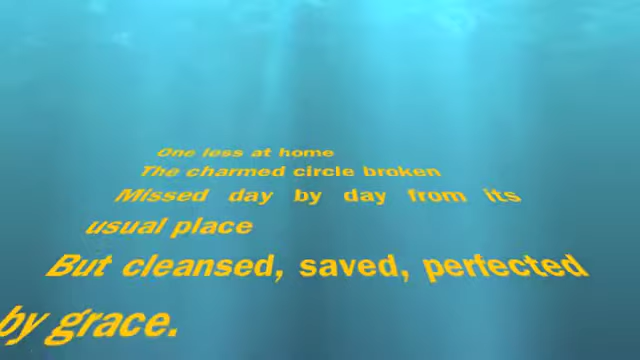 One less at home
The charmed circle broken
Missed day by day from its
usual place
But cleansed, saved, perfected
by grace.